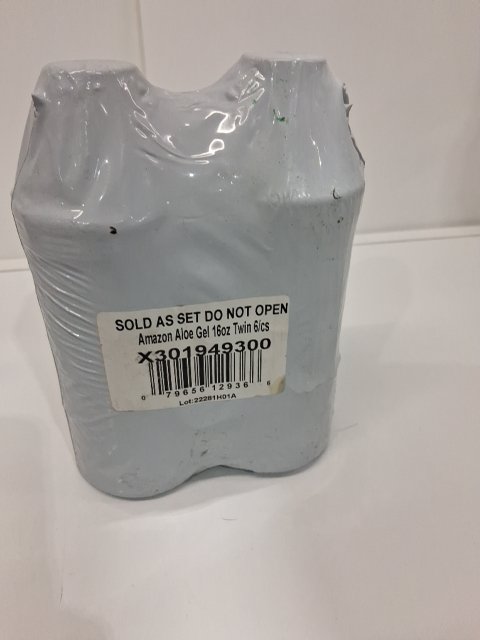 SOLD AS SET DO NOT OPEN
Amazon Aloe Gel 16oz Twin 6/cs
X301949300
0 79656 12936 6
Lot:22281H01A